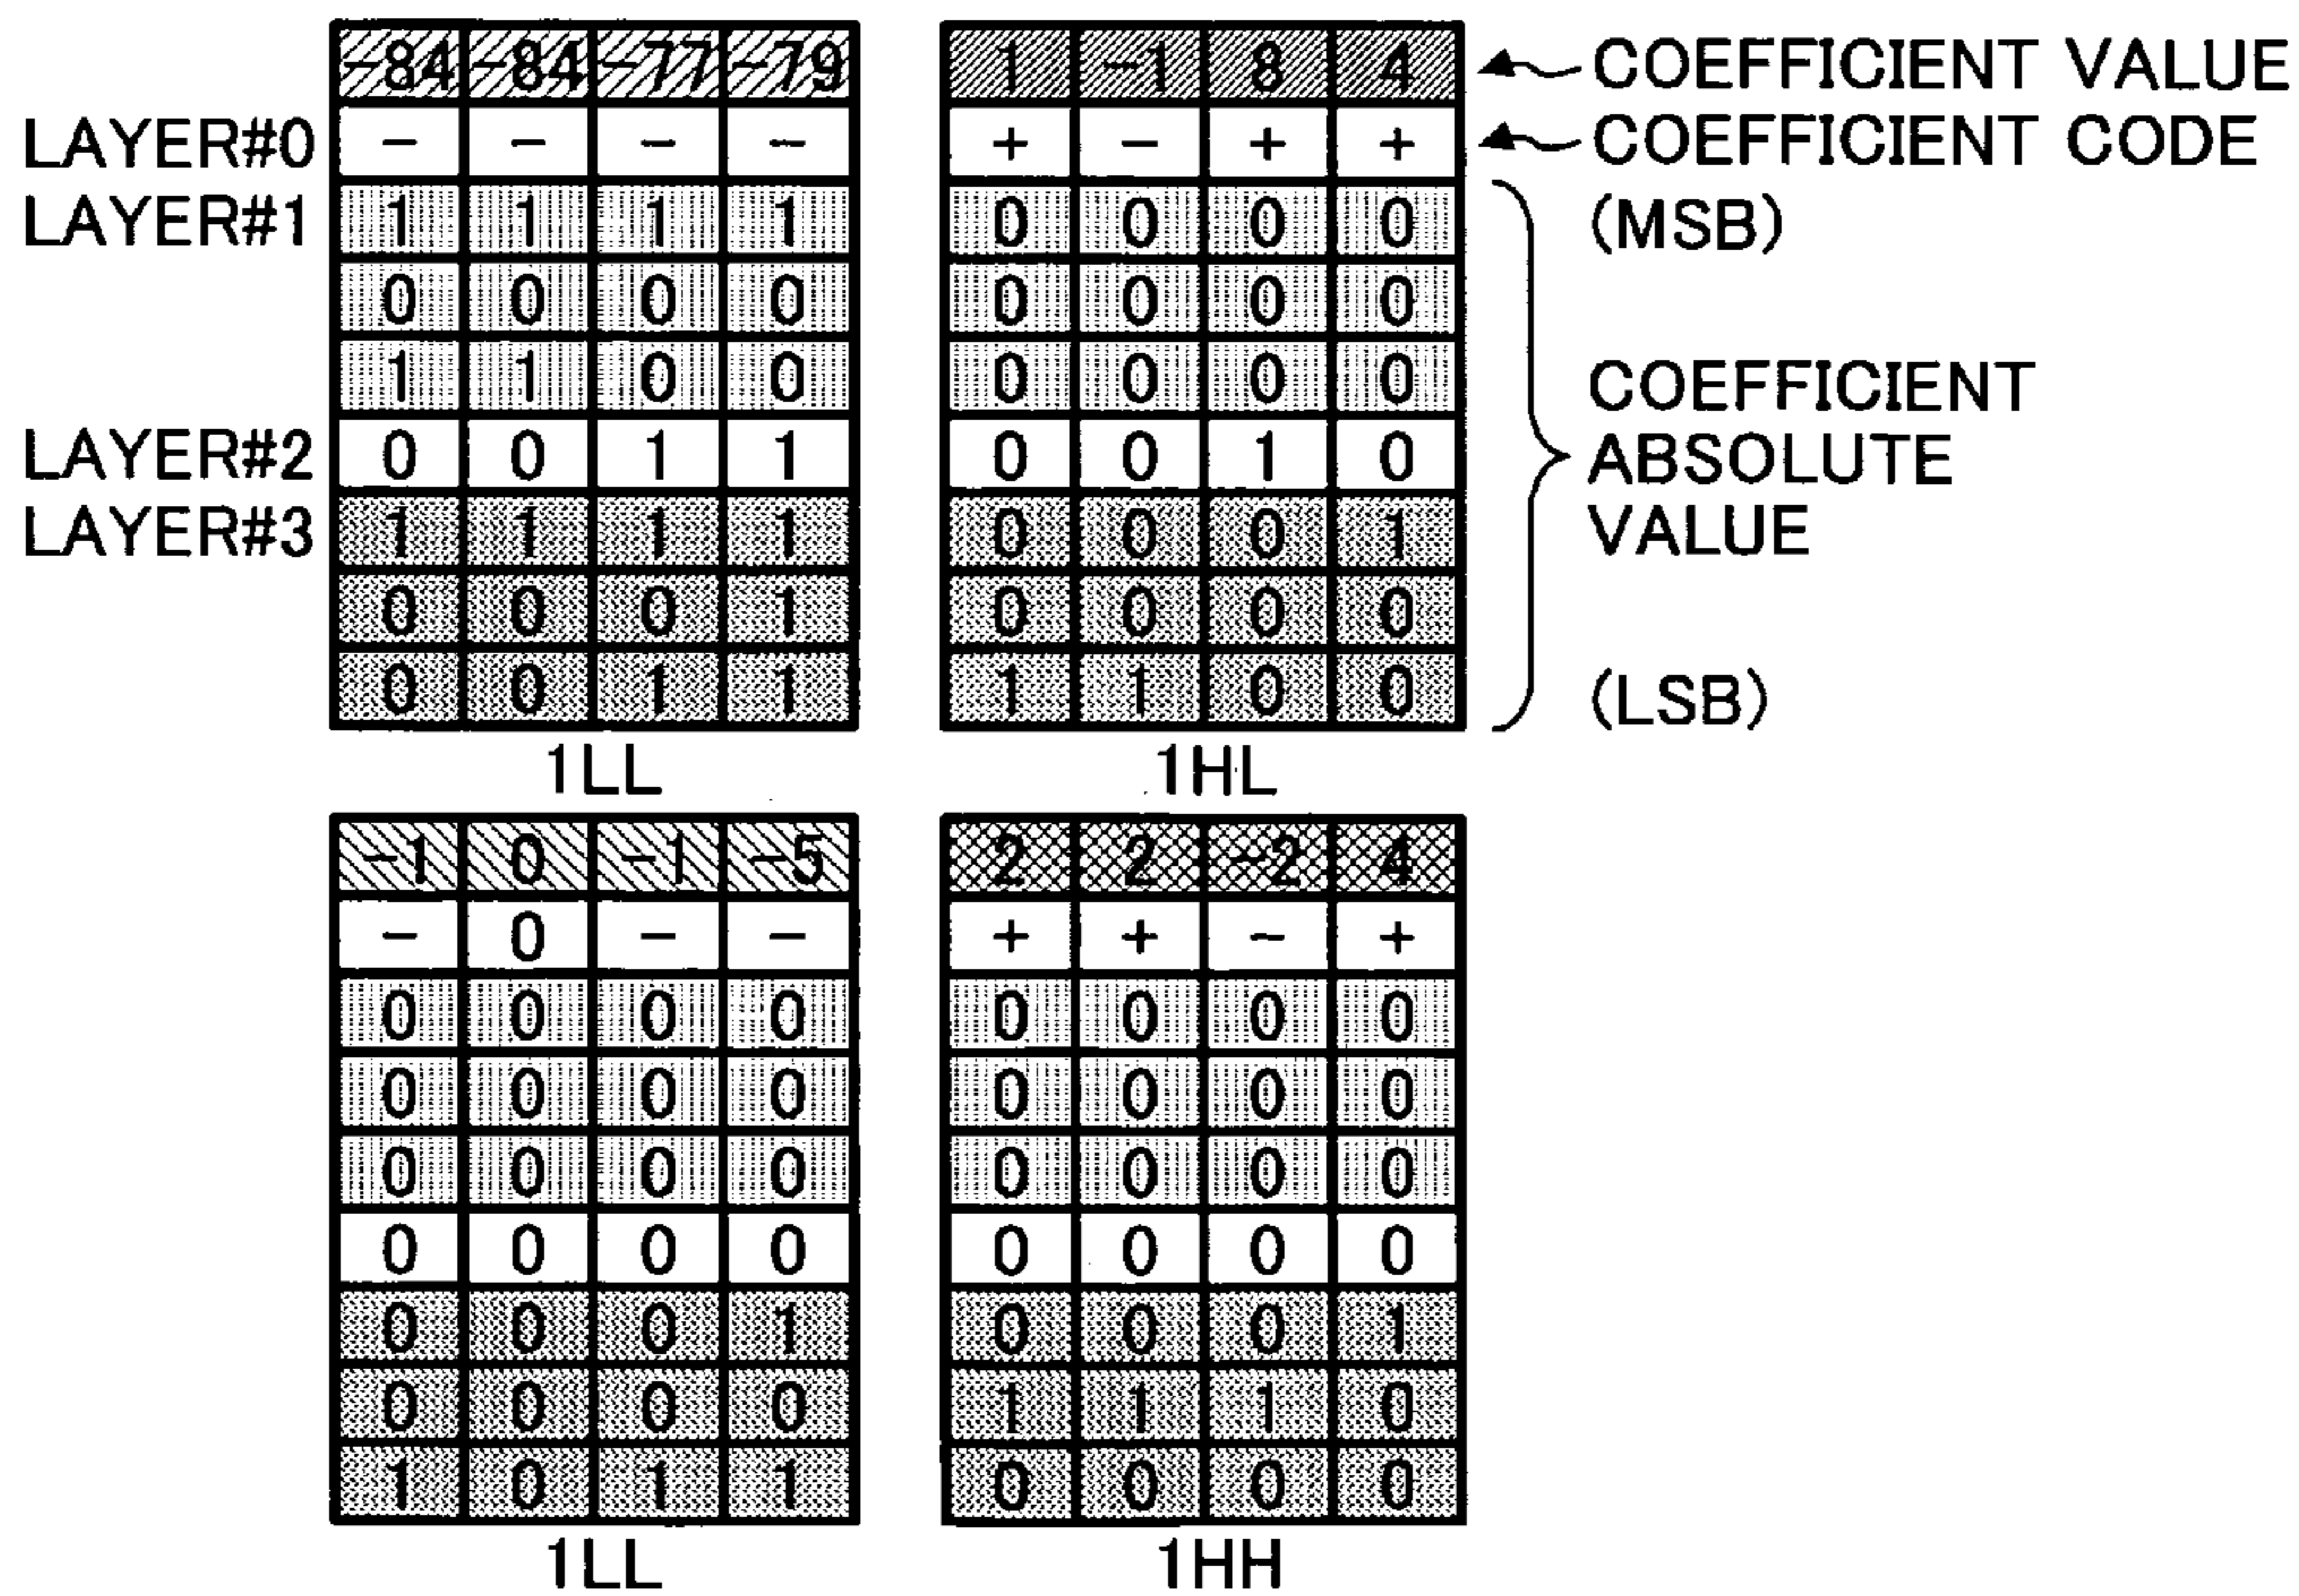 -84 -84 -77 -79 1 -1 8 4 COEFFICIENT VALUE
LAYER#0 - - - - + - + + COEFFICIENT CODE
LAYER#1 1 1 1 1 0 0 0 0 (MSB)
0 0 0 0 0 0 0 0
1 1 0 0 0 0 0 0 COEFFICIENT
LAYER#2 0 0 1 1 0 0 1 0 ABSOLUTE
LAYER#3 1 1 1 1 0 0 0 1 VALUE
0 0 0 1 0 0 0 0
0 0 1 1 1 1 0 0 (LSB)
1LL 1HL
-1 0 -1 -5 2 2 -2 4
- 0 - - + + - +
0 0 0 0 0 0 0 0
0 0 0 0 0 0 0 0
0 0 0 0 0 0 0 0
0 0 0 0 0 0 0 0
0 0 0 1 0 0 0 1
0 0 0 0 1 1 1 0
1 0 1 1 0 0 0 0
1LL 1HH